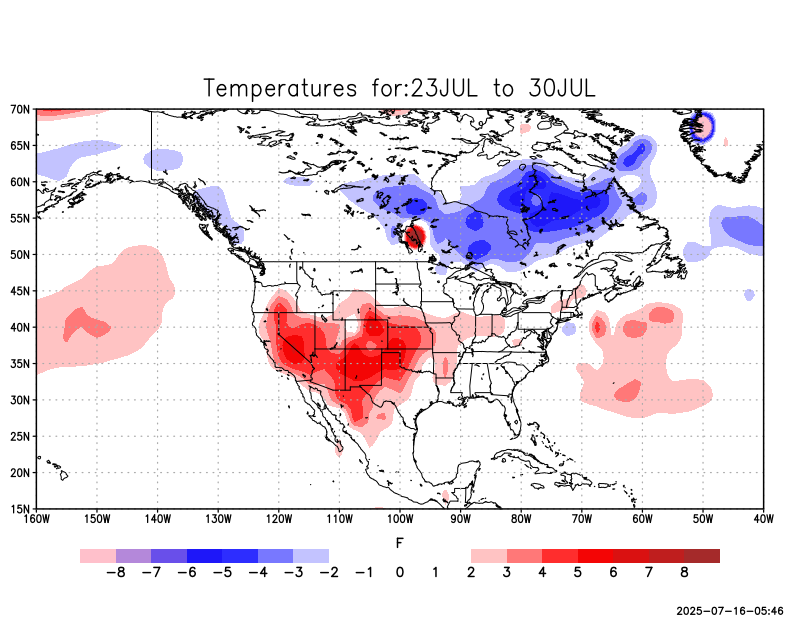 Temperatures for:23JUL to 30JUL
70N
65N
60N
55N
50N
45N
40N
35N
30N
25N
20N
15N
160W 150W 140W 130W 120W 110W 100W 90W 80W 70W 60W 50W 40W
F
-8 -7 -6 -5 -4 -3 -2 -1 0 1 2 3 4 5 6 7 8
2025-07-16-05:46